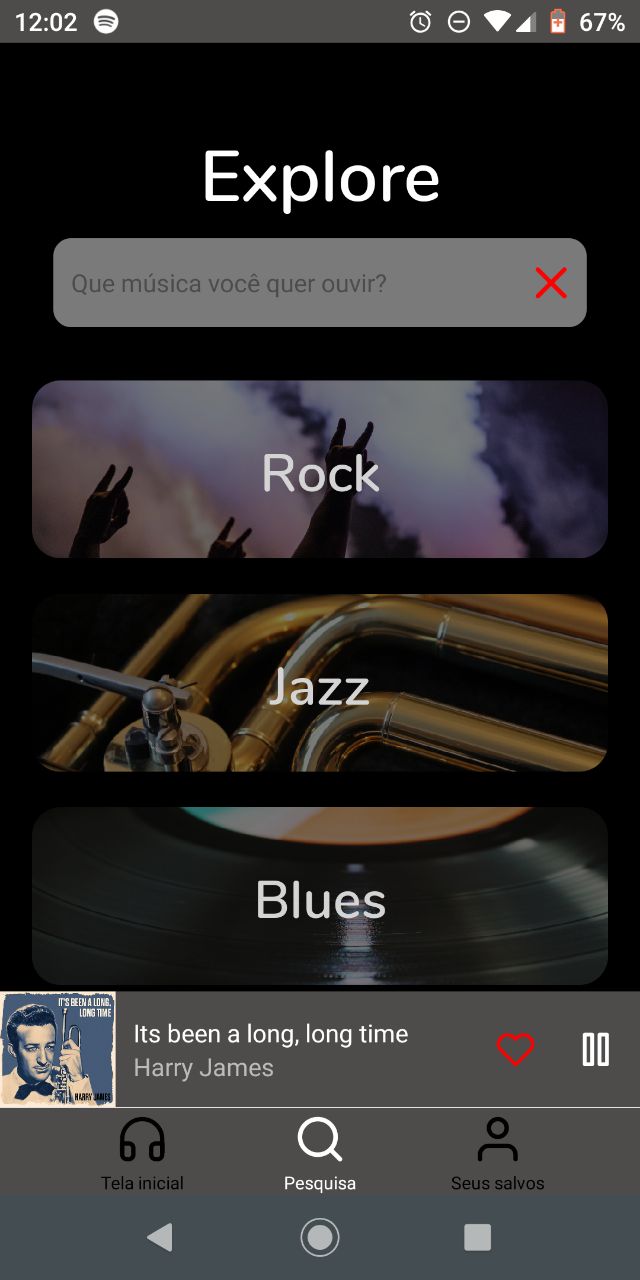 12:02
67%
Explore
Que música você quer ouvir?
Rock
Jazz
Blues
IT'S BEEN A LONG,
LONG TIME
HARRY JAMES
Its been a long, long time
Harry James
Tela inicial
Pesquisa
Seus salvos